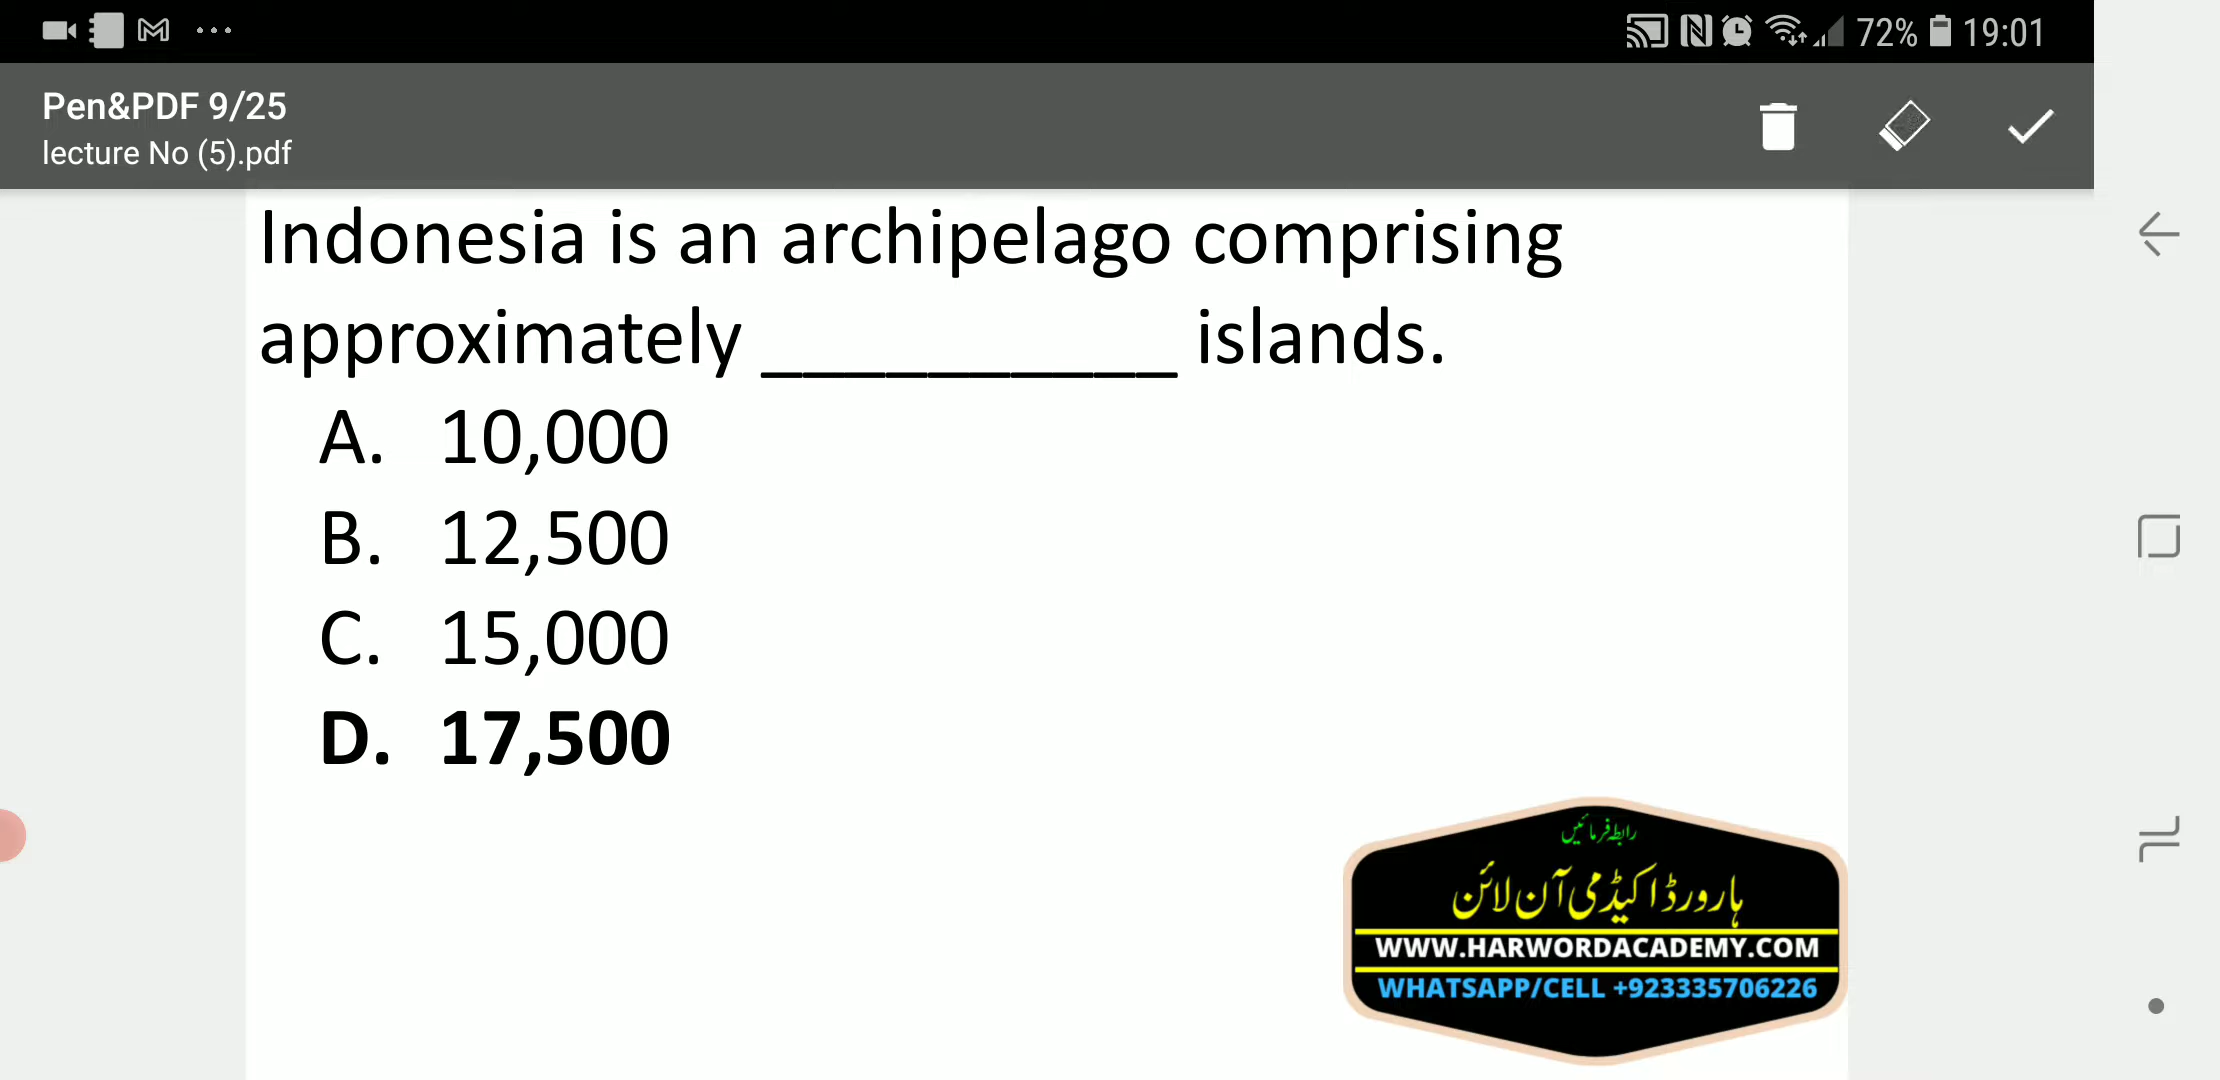 72% 19:01
Pen&PDF 9/25
lecture No (5).pdf
Indonesia is an archipelago comprising
approximately __________ islands.
A. 10,000
B. 12,500
C. 15,000
D. 17,500
رابطہ فرمائیں
ہارورڈ اکیڈمی آن لائن
WWW.HARWORDACADEMY.COM
WHATSAPP/CELL +923335706226